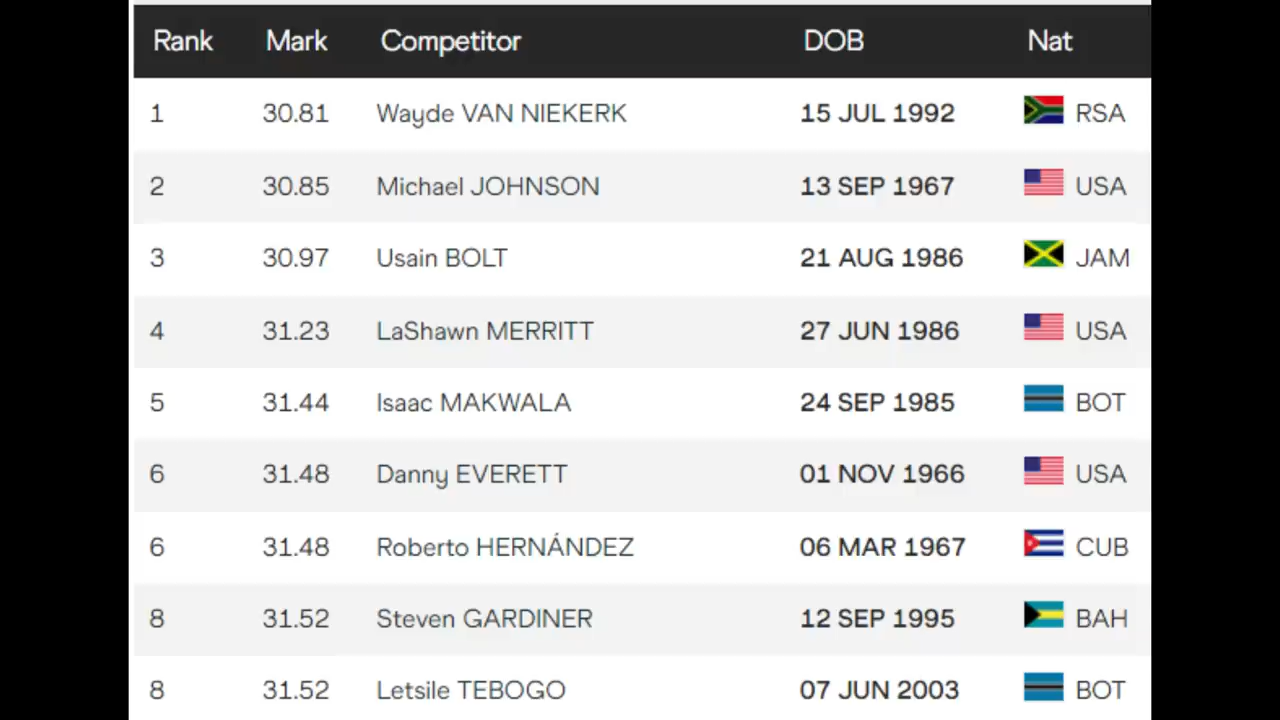 Rank Mark Competitor DOB Nat
1 30.81 Wayde VAN NIEKERK 15 JUL 1992 RSA
2 30.85 Michael JOHNSON 13 SEP 1967 USA
3 30.97 Usain BOLT 21 AUG 1986 JAM
4 31.23 LaShawn MERRITT 27 JUN 1986 USA
5 31.44 Isaac MAKWALA 24 SEP 1985 BOT
6 31.48 Danny EVERETT 01 NOV 1966 USA
6 31.48 Roberto HERNÁNDEZ 06 MAR 1967 CUB
8 31.52 Steven GARDINER 12 SEP 1995 BAH
8 31.52 Letsile TEBOGO 07 JUN 2003 BOT